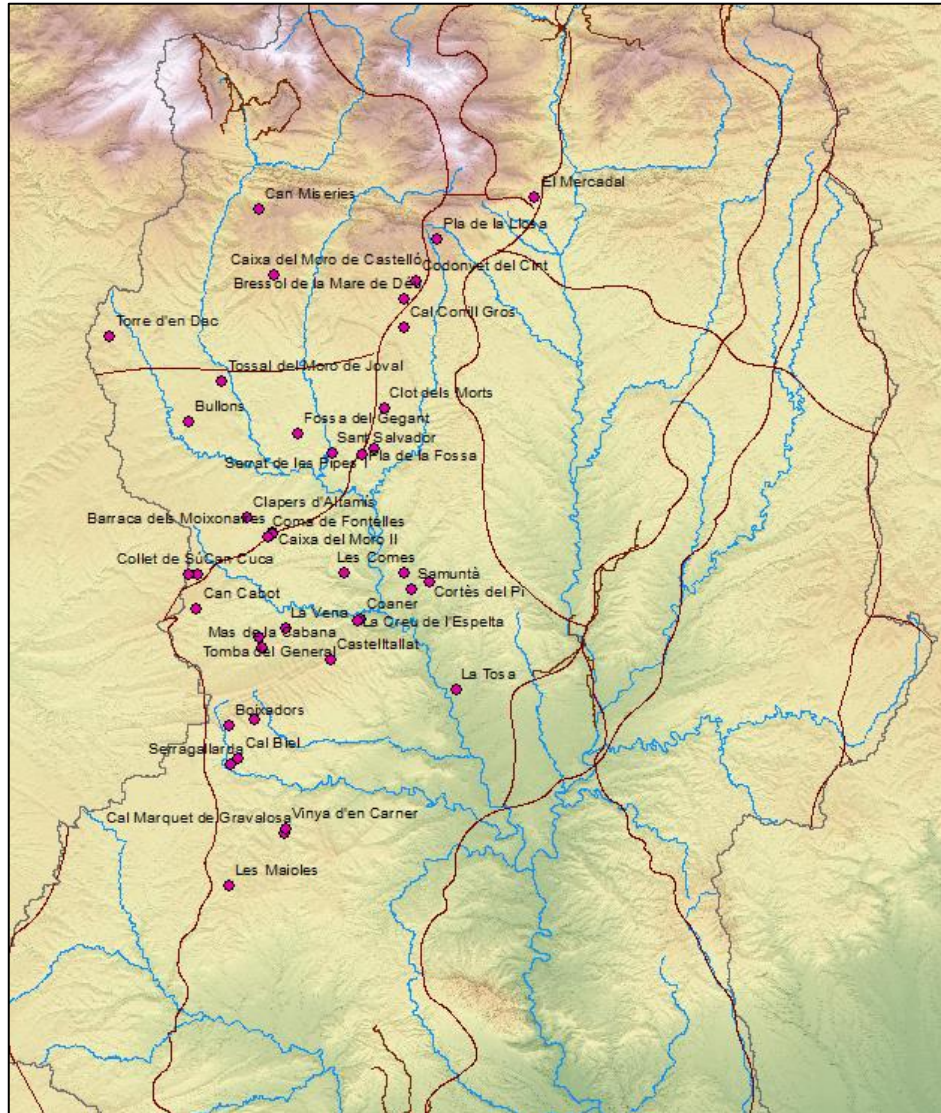 El Mercadal
Can Miseries
Pla de la Llosa
Caixa del Moro de Castelló
Codonyet del Cint
Bressol de la Mare de Déu
Cal Conill Gros
Torre d'en Dac
Tossal del Moro de Joval
Bullons
Clot dels Morts
Fossa del Gegant
Sant Salvador
Serrat de les Pipes I
Pla de la Fossa
Clapers d'Altamís
Barraca dels Moixonaires
Coma de Fontelles
Caixa del Moro II
Collet de Sú
Can Cuca
Les Comes
Samuntà
Cortès del Pi
Can Cabot
La Vena
Coaner
La Creu de l'Espelta
Mas de la Cabana
Tomba del General
Castelltallat
La Tosa
Boixadors
Cal Biel
Serragallarda
Cal Marquet de Gravalosa
Vinya d'en Carner
Les Maioles